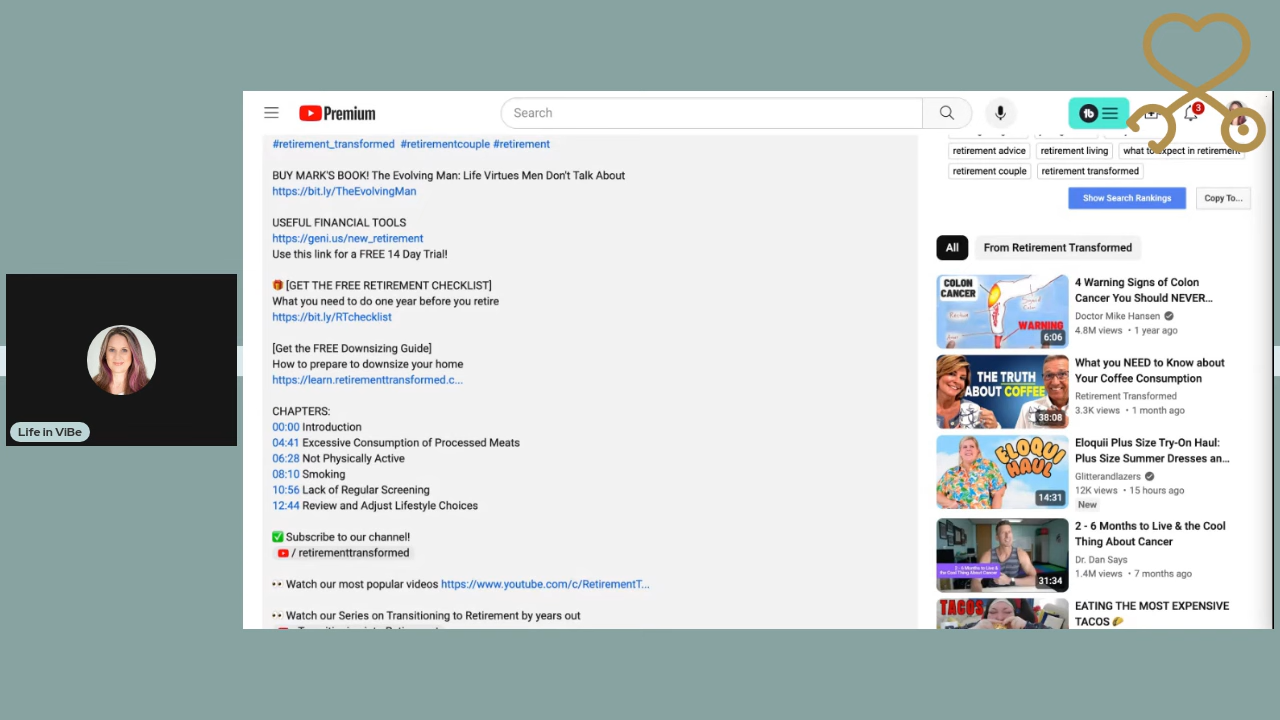 Premium
Search
3
#retirement_transformed #retirementcouple #retirement
BUY MARK'S BOOK! The Evolving Man: Life Virtues Men Don't Talk About
https://bit.ly/TheEvolvingMan
USEFUL FINANCIAL TOOLS
https://geni.us/new_retirement
Use this link for a FREE 14 Day Trial!
[GET THE FREE RETIREMENT CHECKLIST]
What you need to do one year before you retire
https://bit.ly/RTchecklist
[Get the FREE Downsizing Guide]
How to prepare to downsize your home
https://learn.retirementtransformed.c...
CHAPTERS:
00:00 Introduction
04:41 Excessive Consumption of Processed Meats
06:28 Not Physically Active
08:10 Smoking
10:56 Lack of Regular Screening
12:44 Review and Adjust Lifestyle Choices
✅ Subscribe to our channel!
/ retirementtransformed
👀 Watch our most popular videos https://www.youtube.com/c/RetirementT...
👀 Watch our Series on Transitioning to Retirement by years out
retirement advice
retirement living
what to expect in retirement
retirement couple
retirement transformed
Show Search Rankings
Copy To...
All
From Retirement Transformed
COLON
CANCER
WARNING
6:06
4 Warning Signs of Colon
Cancer You Should NEVER...
Doctor Mike Hansen
4.8M views • 1 year ago
THE TRUTH
ABOUT COFFEE
38:08
What you NEED to Know about
Your Coffee Consumption
Retirement Transformed
3.3K views • 1 month ago
ELOQUI
HAUL
14:31
Eloquii Plus Size Try-On Haul:
Plus Size Summer Dresses an...
Glitterandlazers
12K views • 15 hours ago
New
31:34
2 - 6 Months to Live & the Cool
Thing About Cancer
Dr. Dan Says
1.4M views • 7 months ago
TACOS
EATING THE MOST EXPENSIVE
TACOS 🌮
Life in ViBe